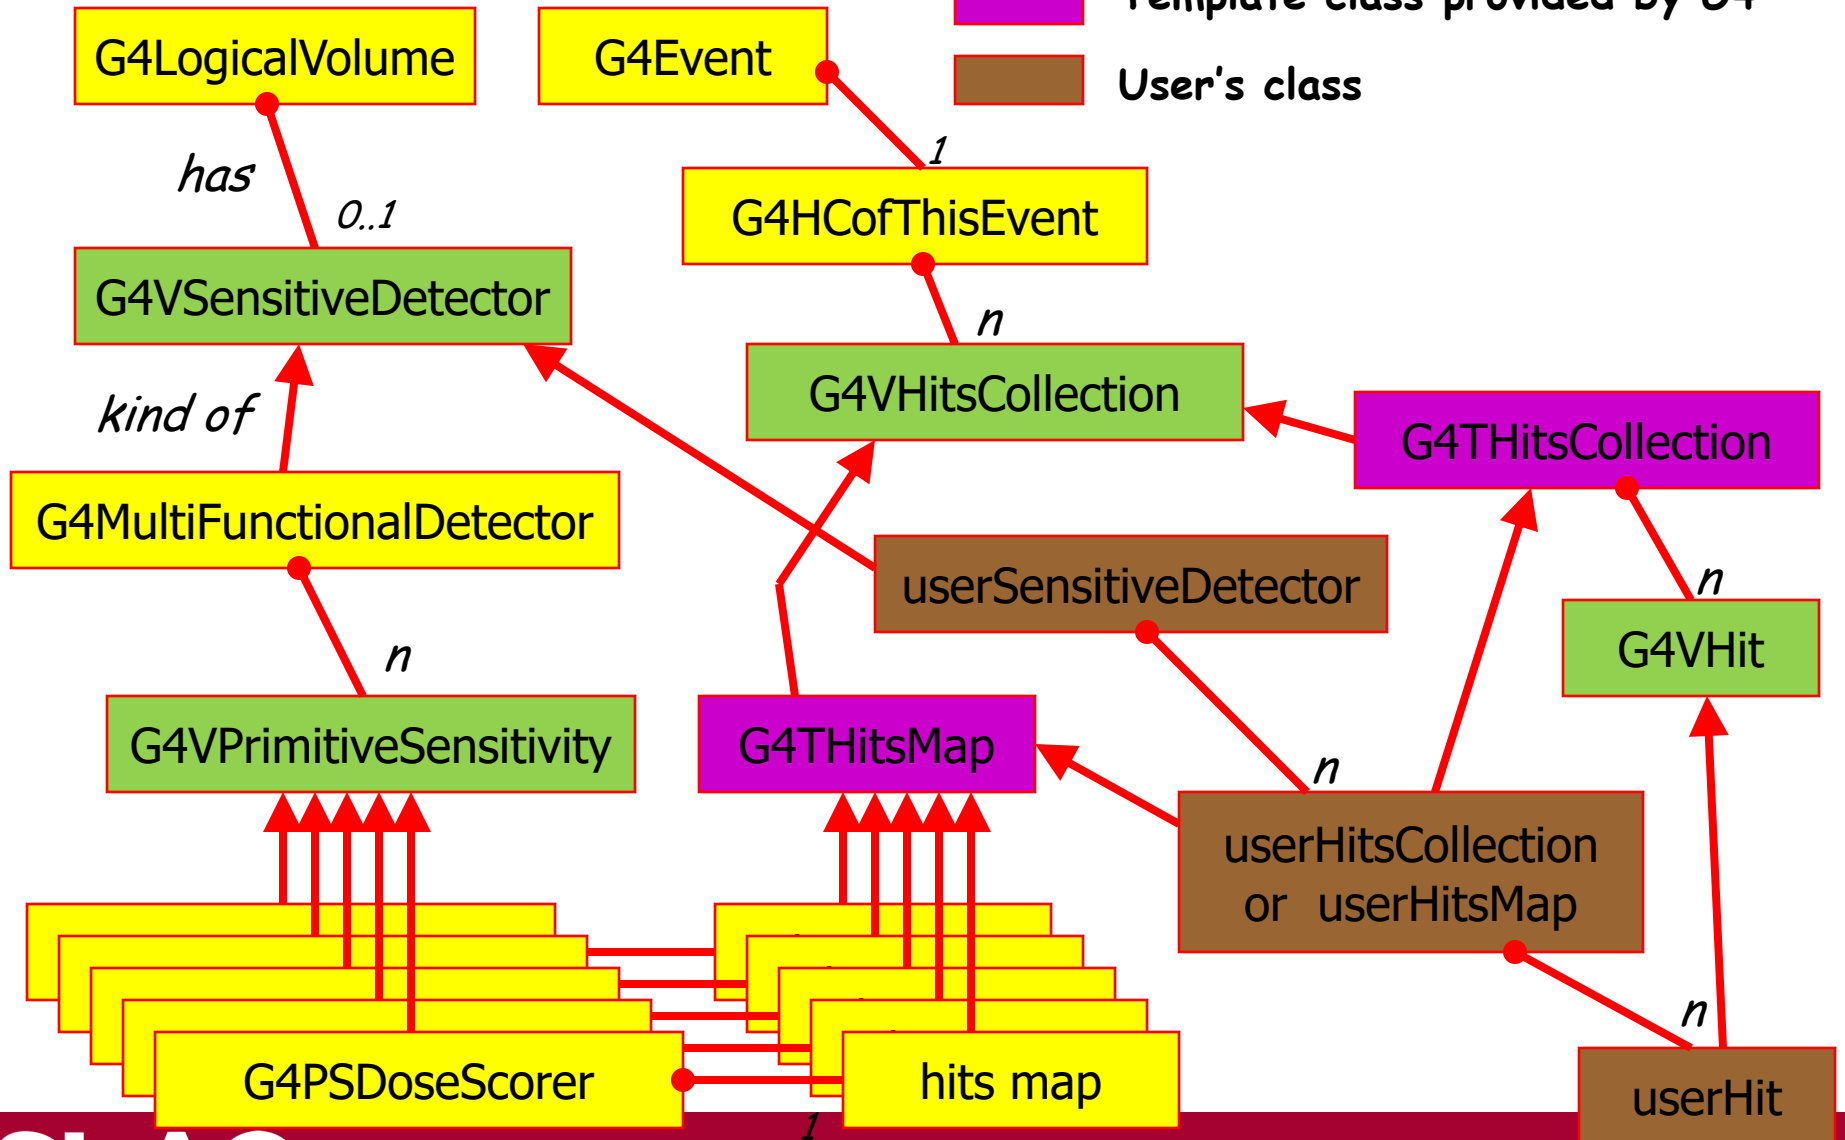 Template class provided by G4
G4LogicalVolume
G4Event
User's class
1
has
0..1
G4HCofThisEvent
G4VSensitiveDetector
n
kind of
G4VHitsCollection
G4THitsCollection
G4MultiFunctionalDetector
userSensitiveDetector
n
G4VHit
n
G4VPrimitiveSensitivity
G4THitsMap
n
userHitsCollection
or userHitsMap
n
G4PSDoseScorer
hits map
userHit
1